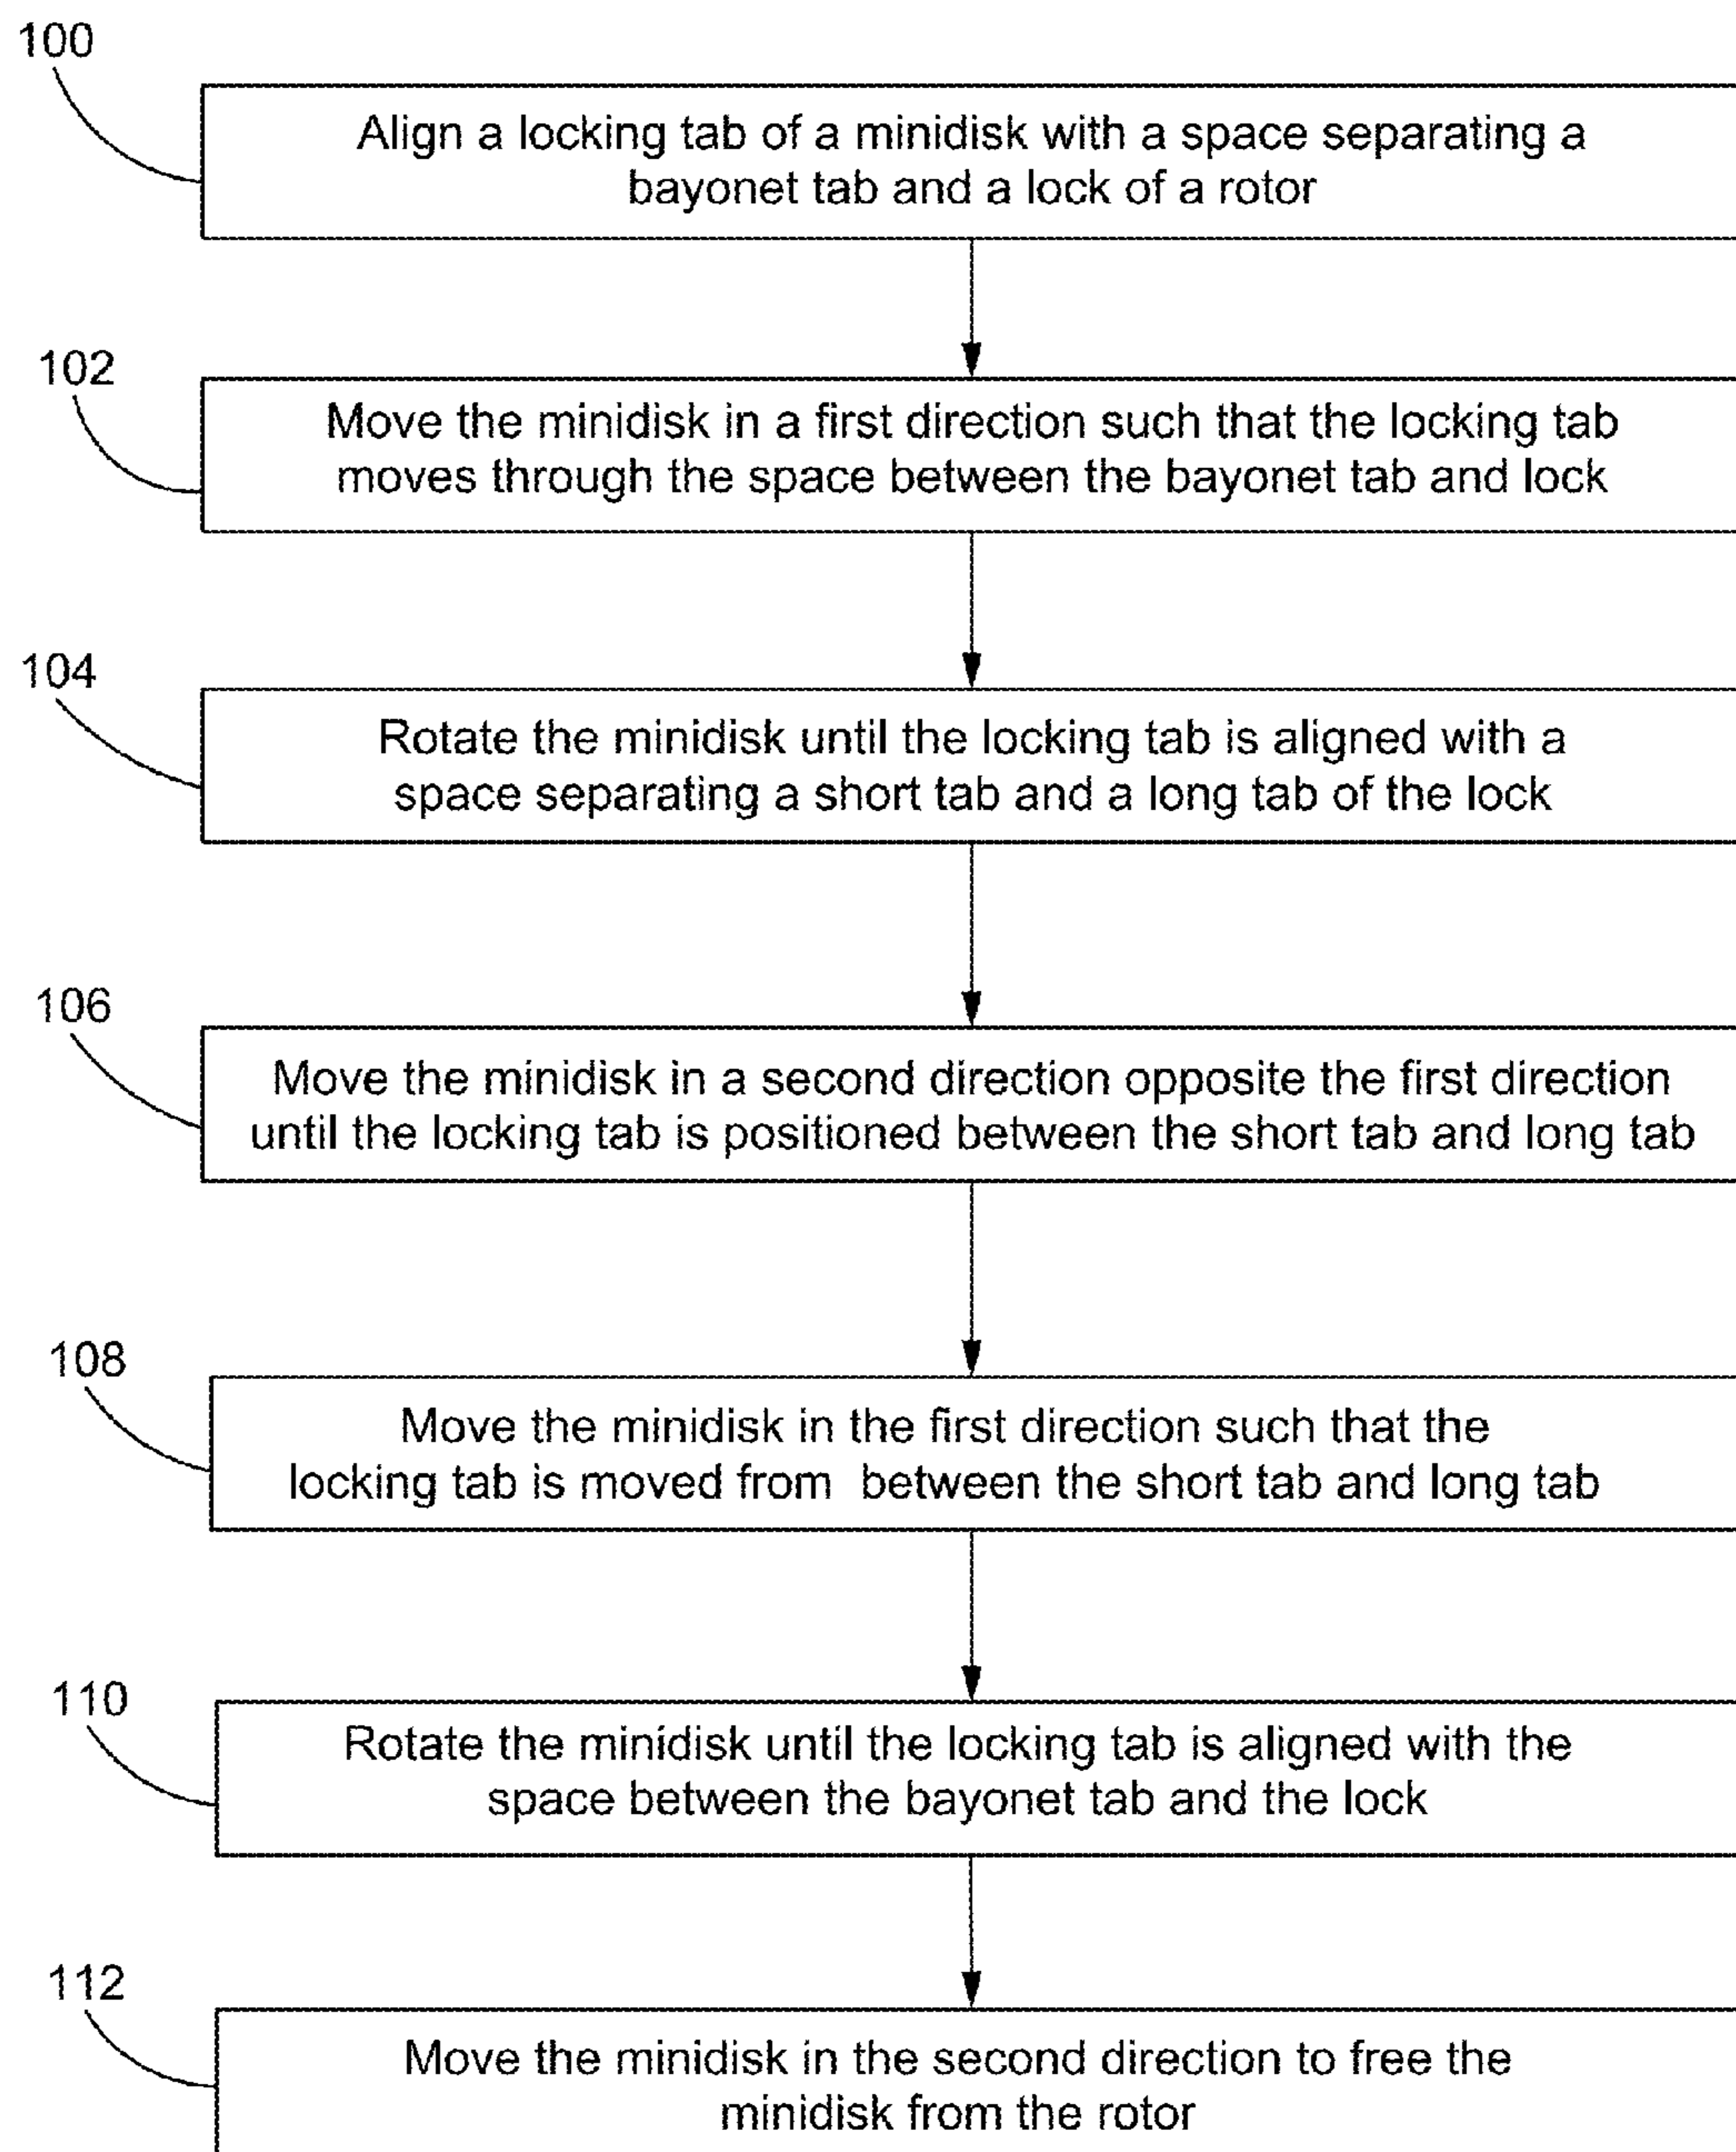 100
Align a locking tab of a minidisk with a space separating a
bayonet tab and a lock of a rotor
102
Move the minidisk in a first direction such that the locking tab
moves through the space between the bayonet tab and lock
104
Rotate the minidisk until the locking tab is aligned with a
space separating a short tab and a long tab of the lock
106
Move the minidisk in a second direction opposite the first direction
until the locking tab is positioned between the short tab and long tab
108
Move the minidisk in the first direction such that the
locking tab is moved from between the short tab and long tab
110
Rotate the minidisk until the locking tab is aligned with the
space between the bayonet tab and the lock
112
Move the minidisk in the second direction to free the
minidisk from the rotor